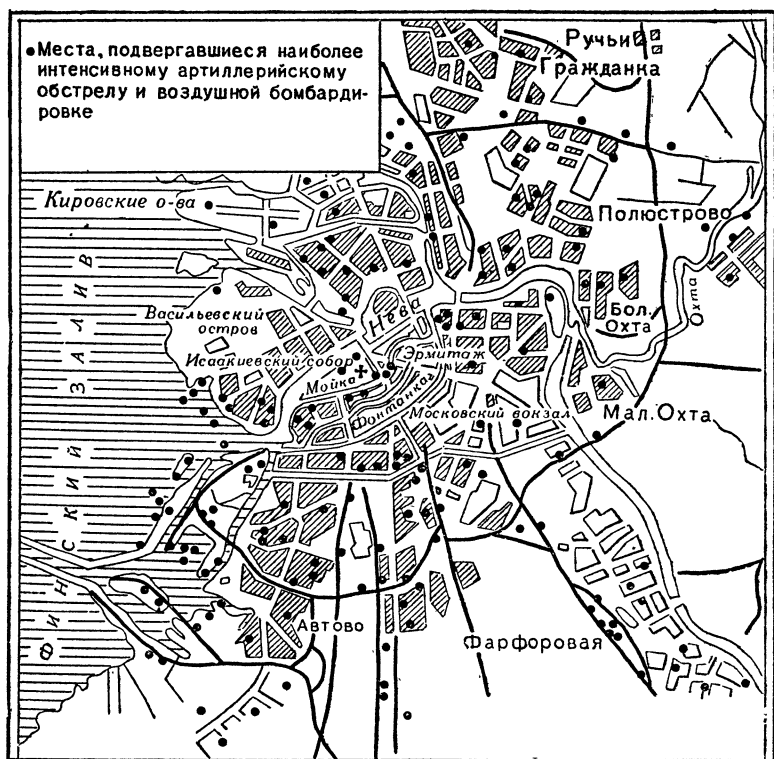 Места, подвергавшиеся наиболее
интенсивному артиллерийскому
обстрелу и воздушной бомбарди-
ровке
Ручьи
Гражданка
Кировские о-ва
Полюстрово
Охта
Бол.
Охта
Васильевский
остров
Нева
Исаакиевский собор
Эрмитаж
Мойка
Фонтанка
Московский вокзал
Мал. Охта
ФИНСКИЙ ЗАЛИВ
Автово
Фарфоровая